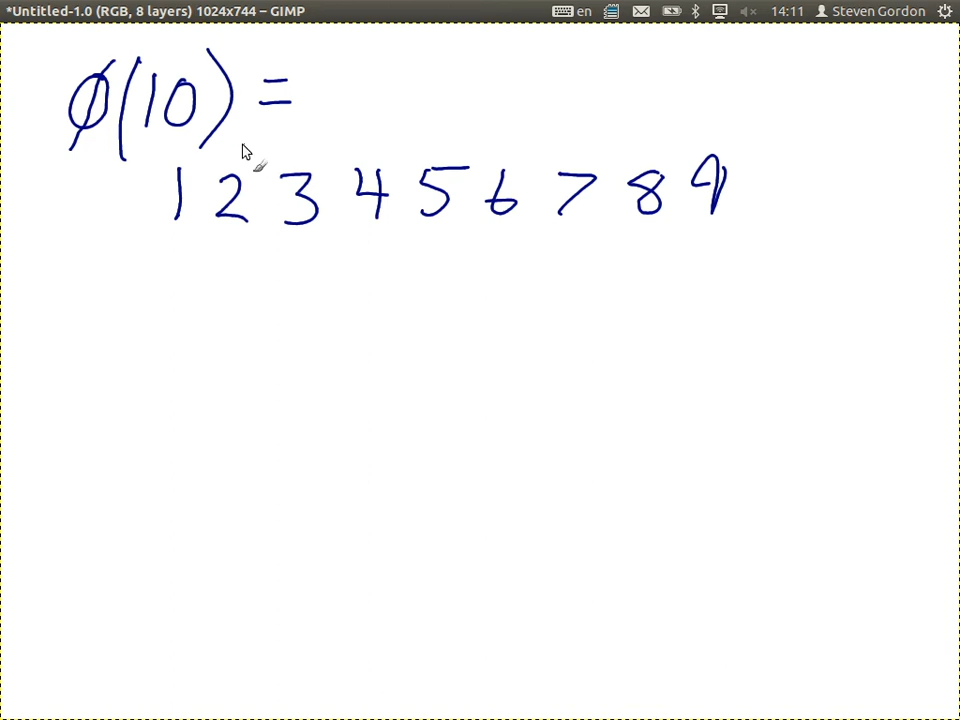 *Untitled-1.0 (RGB, 8 layers) 1024x744 – GIMP en 14:11 Steven Gordon
ϕ(10) =
1 2 3 4 5 6 7 8 9